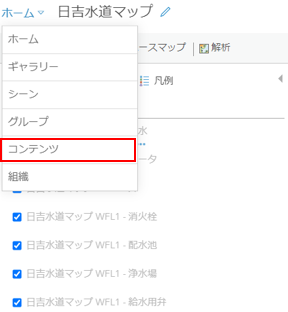 ホーム 日吉水道マップ
ホーム
ギャラリー
シーン
グループ
コンテンツ
組織
ースマップ 解析
凡例
水
ータ
日吉水道マップ WFL1 - 消火栓
日吉水道マップ WFL1 - 配水池
日吉水道マップ WFL1 - 浄水場
日吉水道マップ WFL1 - 給水用弁